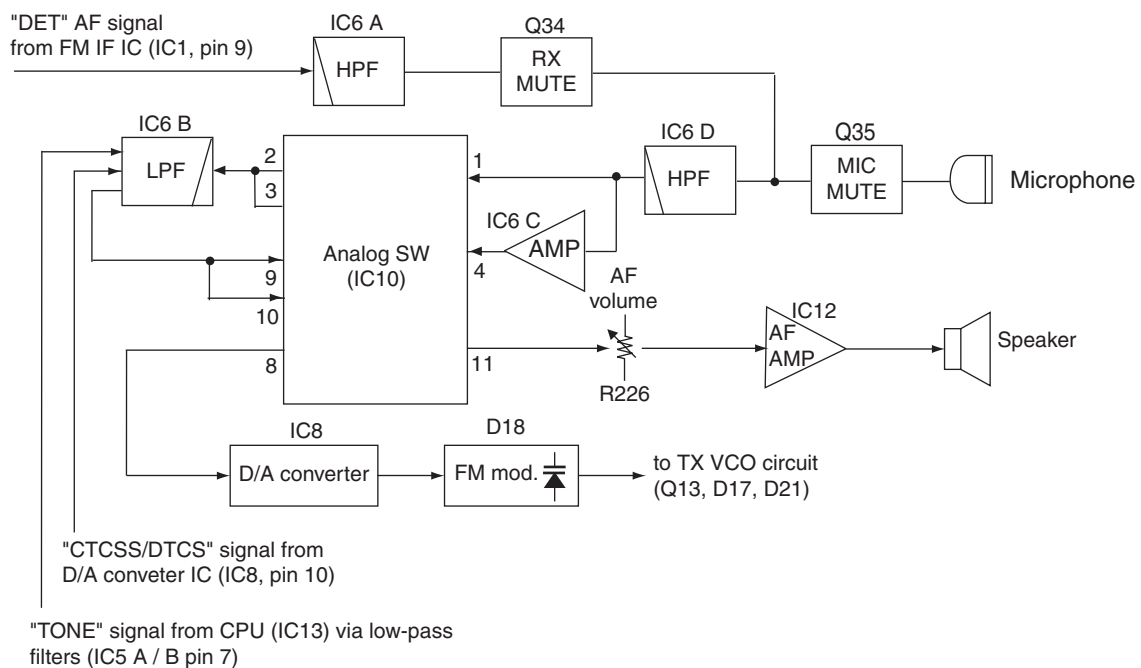 "DET" AF signal
from FM IF IC (IC1, pin 9)
IC6 A
HPF
Q34
RX
MUTE
IC6 B
LPF
2
3
9
10
8
Analog SW
(IC10)
1
4
11
IC6 D
HPF
IC6 C
AMP
Q35
MIC
MUTE
Microphone
AF
volume
R226
IC12
AF
AMP
Speaker
IC8
D/A converter
D18
FM mod.
to TX VCO circuit
(Q13, D17, D21)
"CTCSS/DTCS" signal from
D/A conveter IC (IC8, pin 10)
"TONE" signal from CPU (IC13) via low-pass
filters (IC5 A / B pin 7)